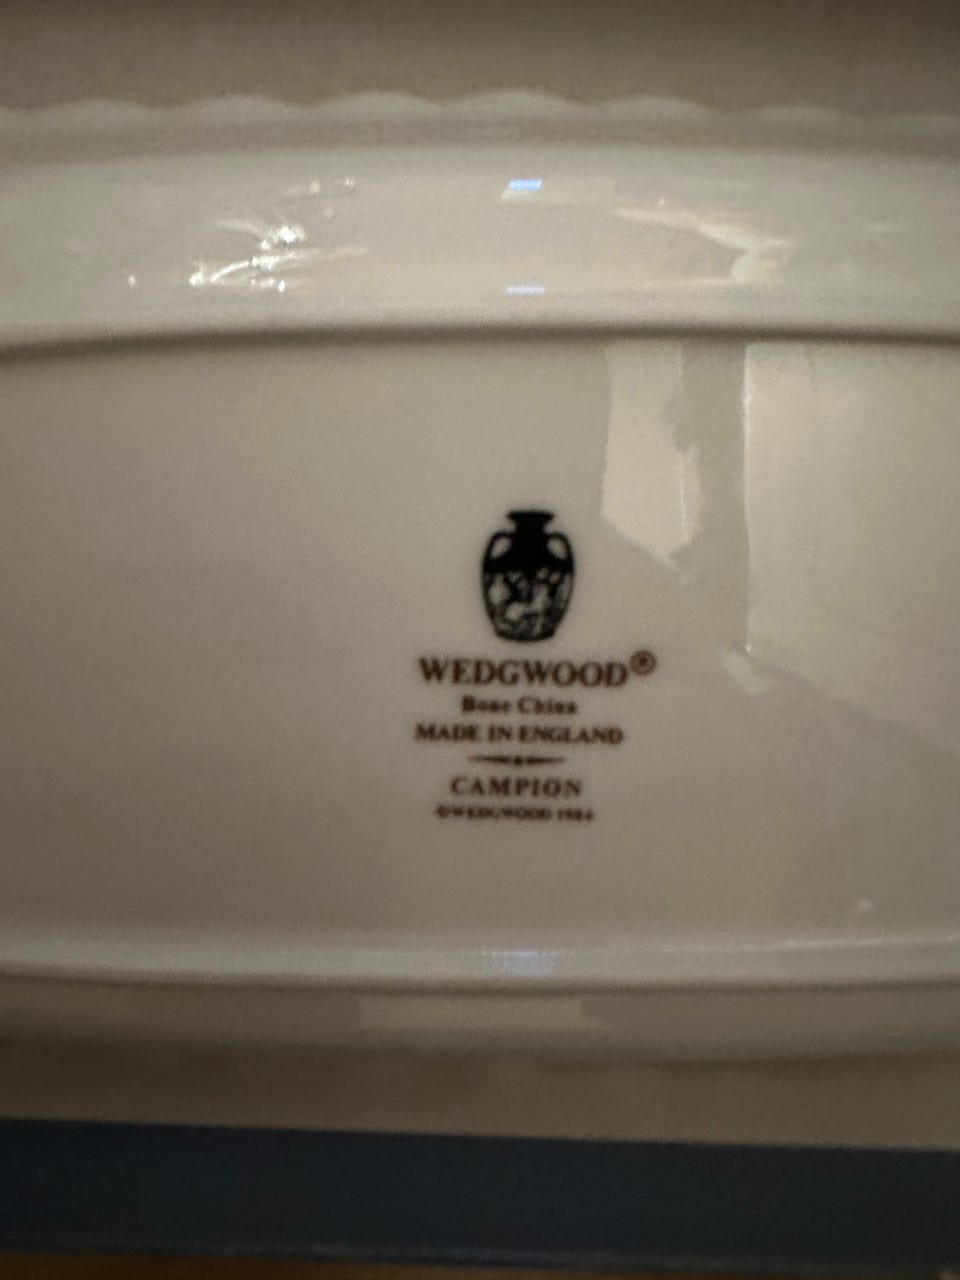 WEDGWOOD®
Bone China
MADE IN ENGLAND
CAMPION
©WEDGWOOD 1984